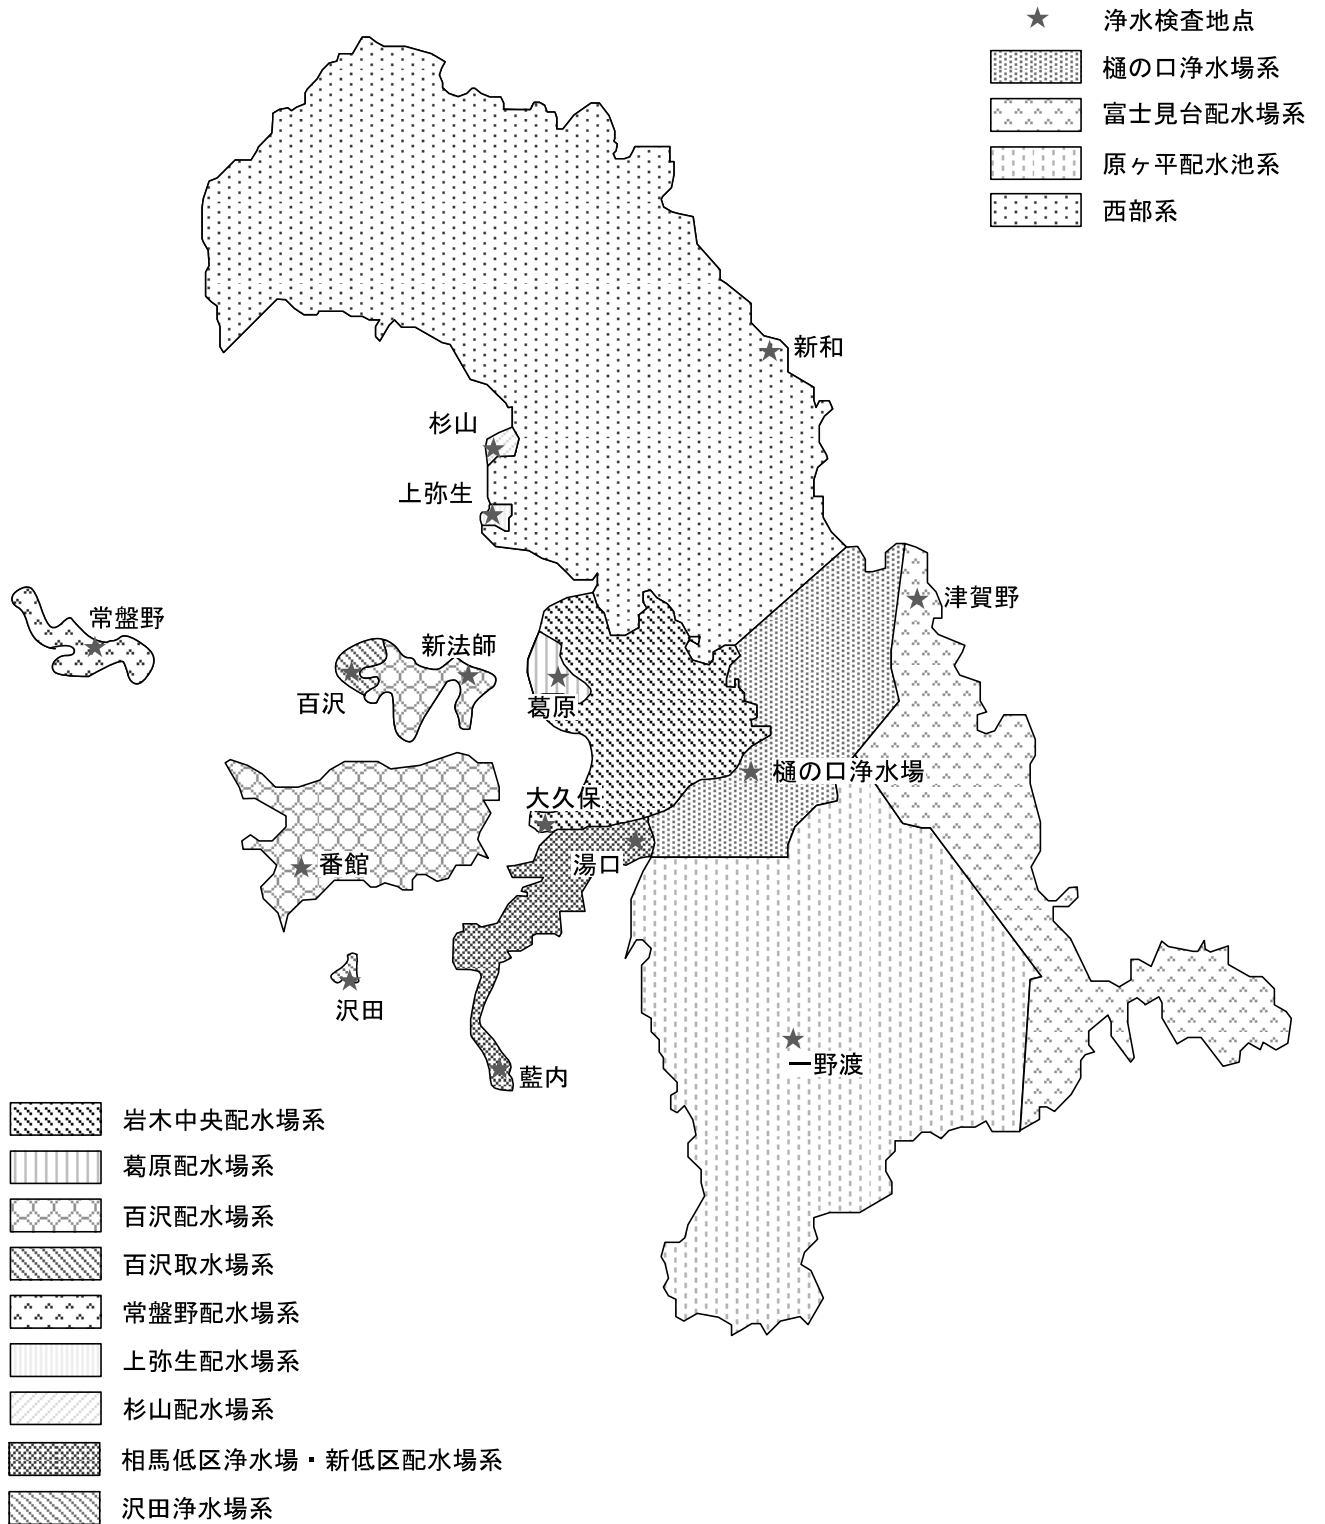 浄水検査地点
樋の口浄水場系
富士見台配水場系
原ヶ平配水池系
西部系
新和
杉山
上弥生
津賀野
常盤野
新法師
百沢
葛原
樋の口浄水場
大久保
湯口
番館
沢田
一野渡
藍内
岩木中央配水場系
葛原配水場系
百沢配水場系
百沢取水場系
常盤野配水場系
上弥生配水場系
杉山配水場系
相馬低区浄水場・新低区配水場系
沢田浄水場系